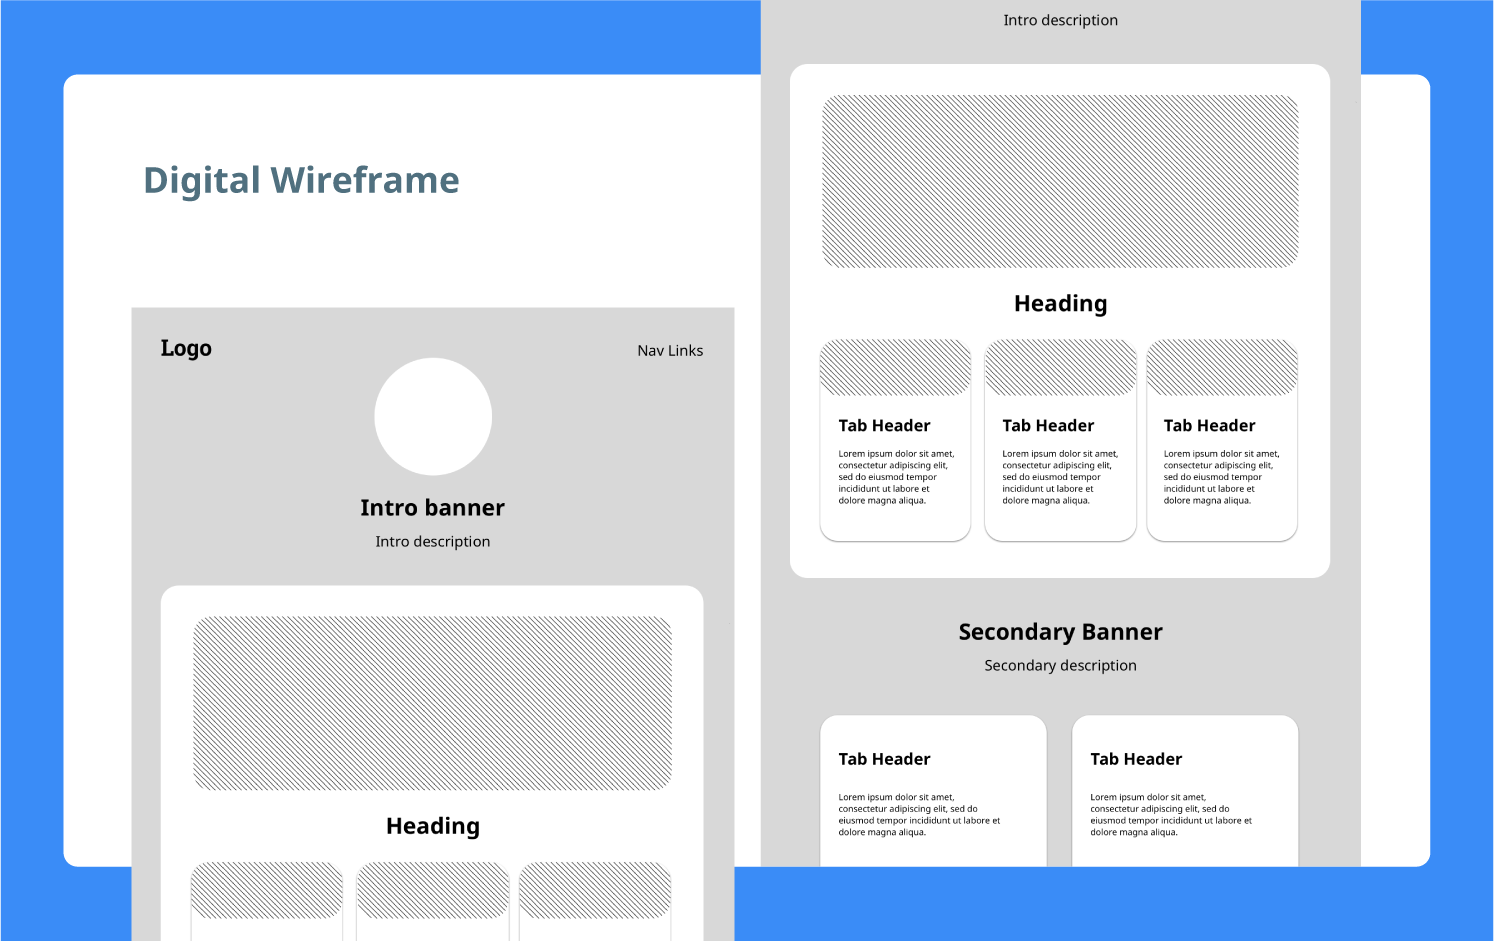 Digital Wireframe
Logo
Nav Links
Intro banner
Intro description
Heading
Intro description
Heading
Tab Header
Lorem ipsum dolor sit amet,
consectetur adipiscing elit,
sed do eiusmod tempor
incididunt ut labore et
dolore magna aliqua.
Tab Header
Lorem ipsum dolor sit amet,
consectetur adipiscing elit,
sed do eiusmod tempor
incididunt ut labore et
dolore magna aliqua.
Tab Header
Lorem ipsum dolor sit amet,
consectetur adipiscing elit,
sed do eiusmod tempor
incididunt ut labore et
dolore magna aliqua.
Secondary Banner
Secondary description
Tab Header
Lorem ipsum dolor sit amet,
consectetur adipiscing elit, sed do
eiusmod tempor incididunt ut labore et
dolore magna aliqua.
Tab Header
Lorem ipsum dolor sit amet,
consectetur adipiscing elit, sed do
eiusmod tempor incididunt ut labore et
dolore magna aliqua.